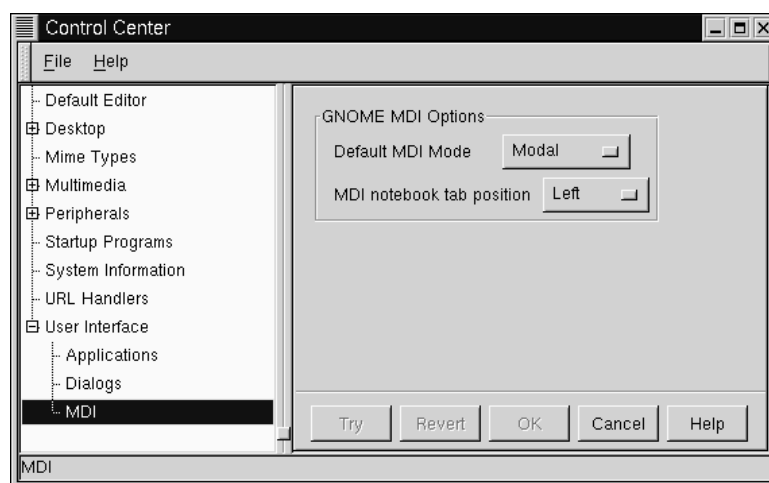 Control Center
File Help
Default Editor
Desktop
Mime Types
Multimedia
Peripherals
Startup Programs
System Information
URL Handlers
User Interface
Applications
Dialogs
MDI
GNOME MDI Options
Default MDI Mode Modal
MDI notebook tab position Left
Try Revert OK Cancel Help
MDI